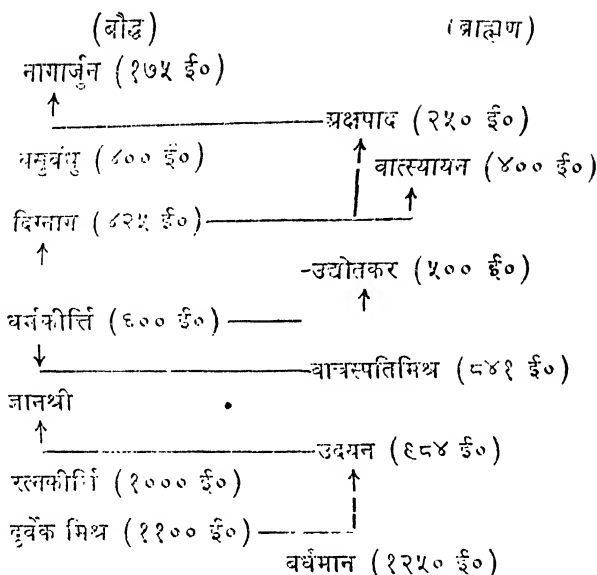 (बौद्ध) (ब्राह्मण)
नागार्जुन (१७५ ई०)
अक्षपाद (२५० ई०)
वसुबंधु (४०० ई०) वात्स्यायन (४०० ई०)
दिग्नाग (४२५ ई०)
उद्योतकर (५०० ई०)
धर्मकीर्त्ति (६०० ई०)
वाचस्पतिमिश्र (८४१ ई०)
ज्ञानश्री
उदयन (९८४ ई०)
रत्नकीर्त्ति (१००० ई०)
दुर्वेक मिश्र (११०० ई०)
बर्धमान (१२५० ई०)